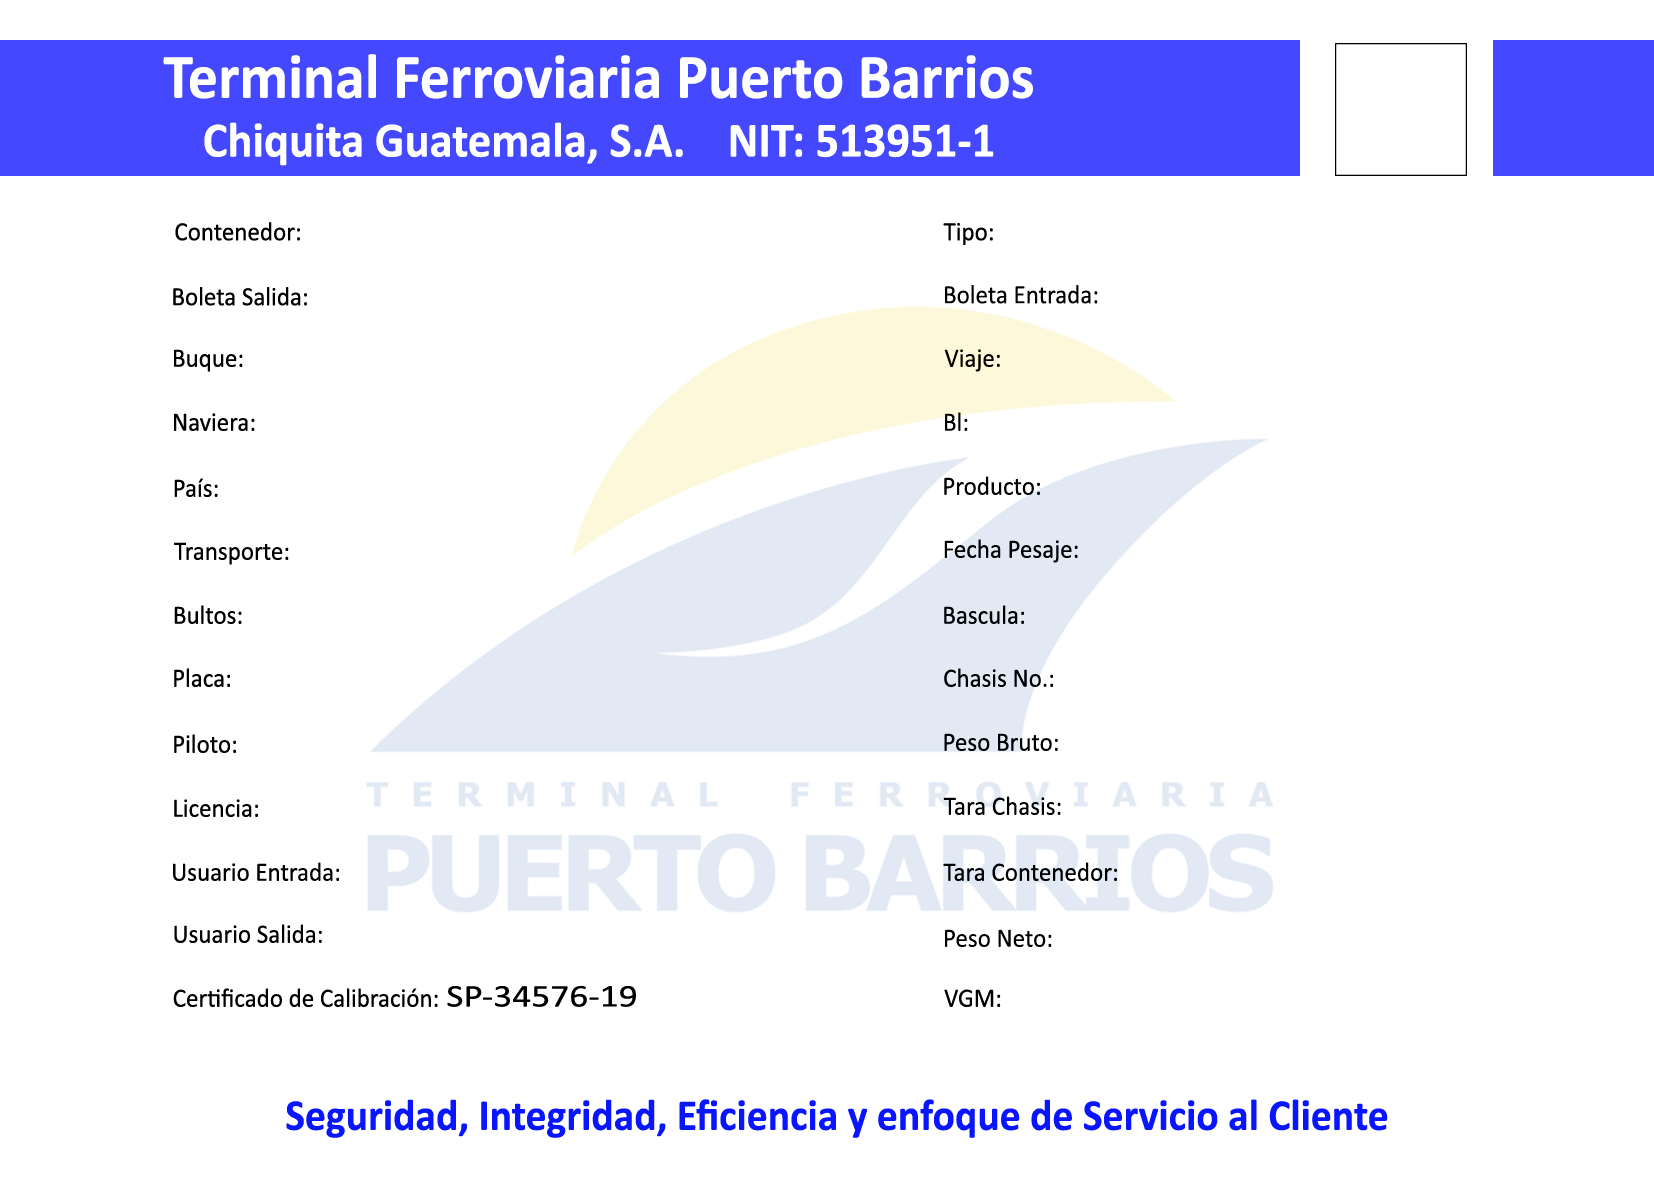 Terminal Ferroviaria Puerto Barrios
Chiquita Guatemala, S.A. NIT: 513951-1
Contenedor: Tipo:
Boleta Salida: Boleta Entrada:
Buque: Viaje:
Naviera: Bl:
País: Producto:
Transporte: Fecha Pesaje:
Bultos: Bascula:
Placa: Chasis No.:
Piloto: Peso Bruto:
TERMINAL FERROVIARIA
Licencia: Tara Chasis:
PUERTO BARRIOS
Usuario Entrada: Tara Contenedor:
Usuario Salida: Peso Neto:
Certificado de Calibración: SP-34576-19 VGM:
Seguridad, Integridad, Eficiencia y enfoque de Servicio al Cliente